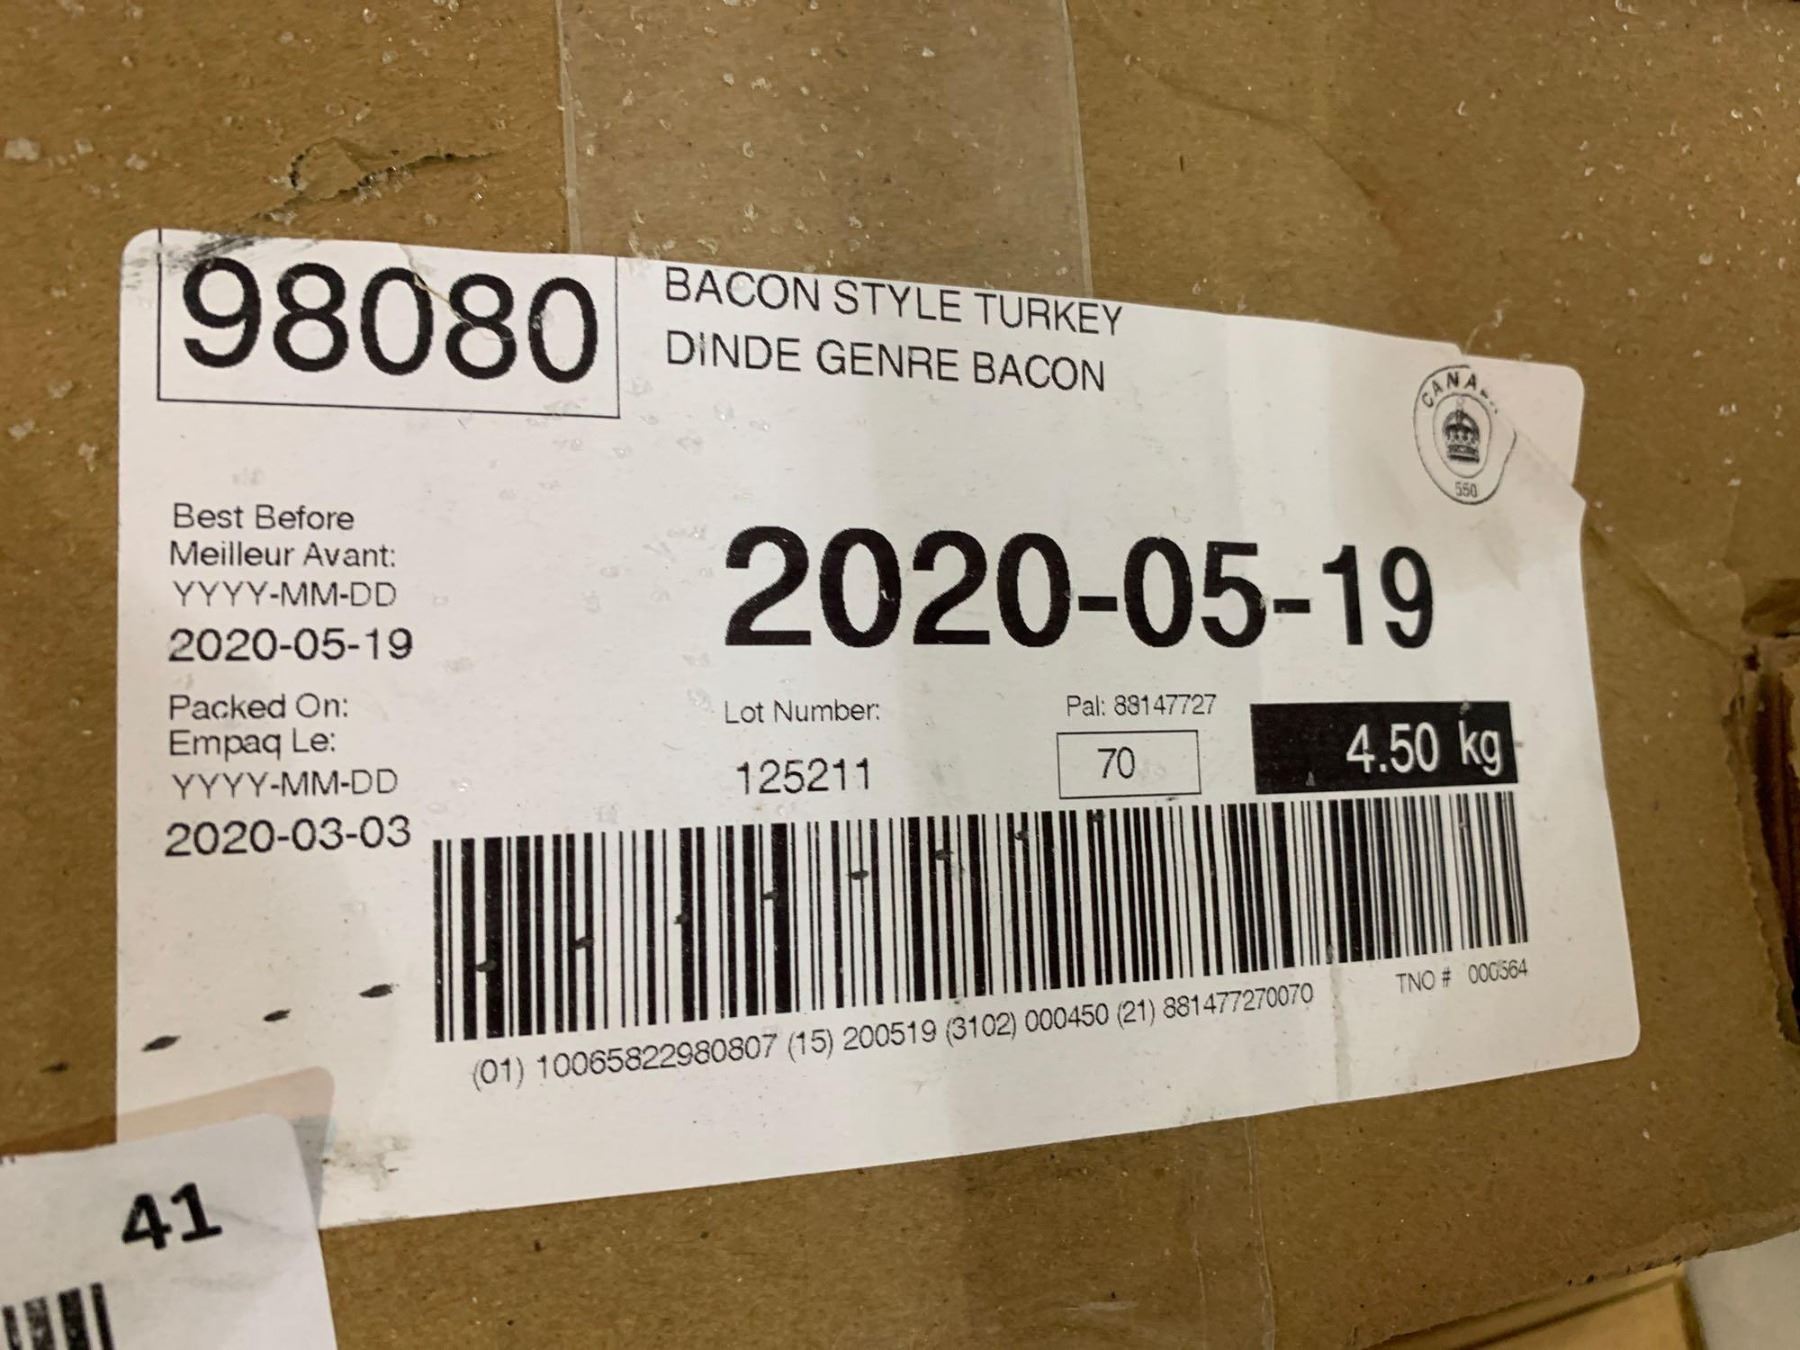 98080
BACON STYLE TURKEY
DINDE GENRE BACON
CANADA
550
Best Before
Meilleur Avant:
YYYY-MM-DD
2020-05-19
2020-05-19
Packed On:
Empaq Le:
YYYY-MM-DD
2020-03-03
Lot Number:
125211
Pal: 88147727
70
4.50 kg
(01) 10065822980807 (15) 200519 (3102) 000450 (21) 881477270070
TNO # 000564
41